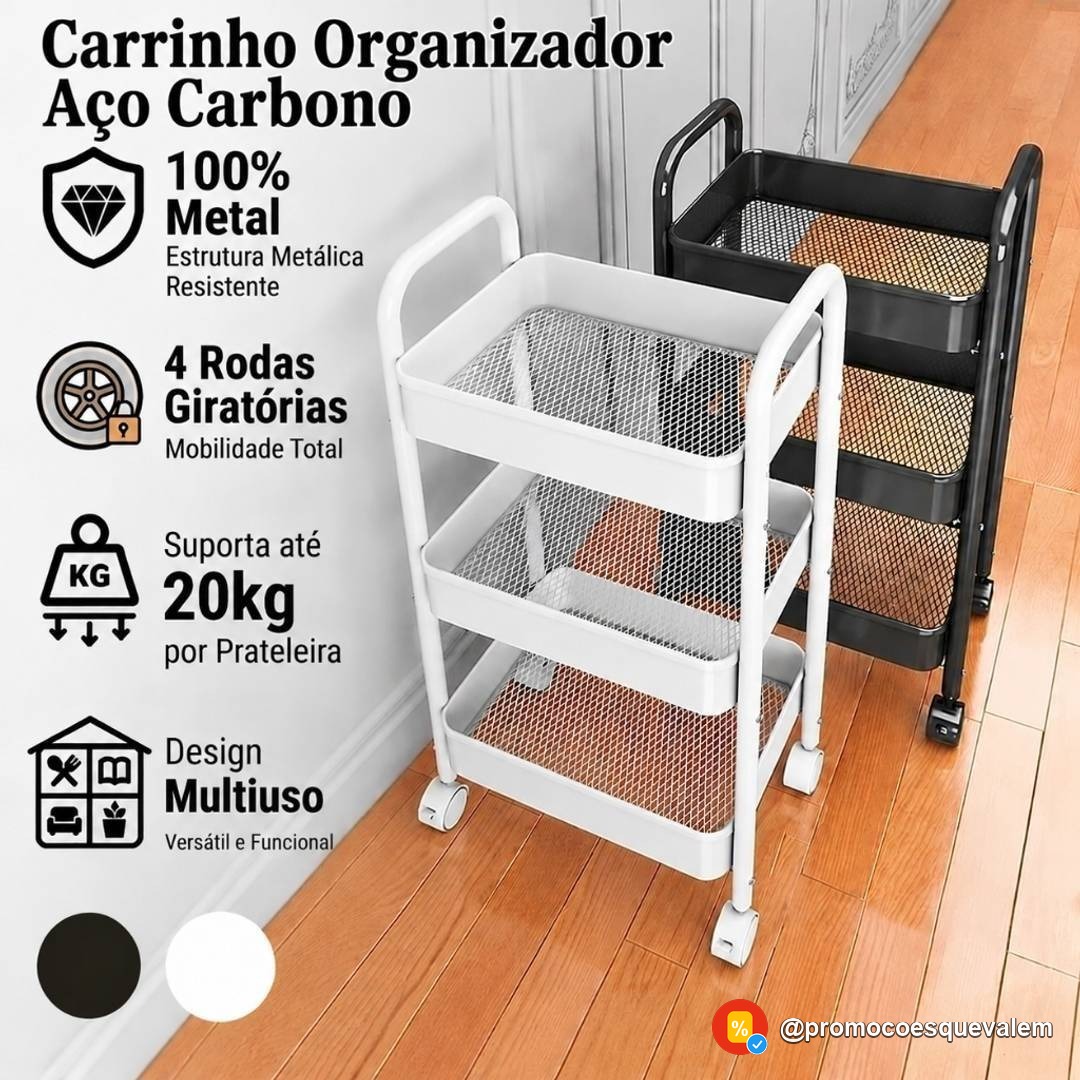 Carrinho Organizador
Aço Carbono
100%
Metal
Estrutura Metálica
Resistente
4 Rodas
Giratórias
Mobilidade Total
KG
Suporta até
20kg
por Prateleira
Design
Multiuso
Versátil e Funcional
%
@promocoesquevalem